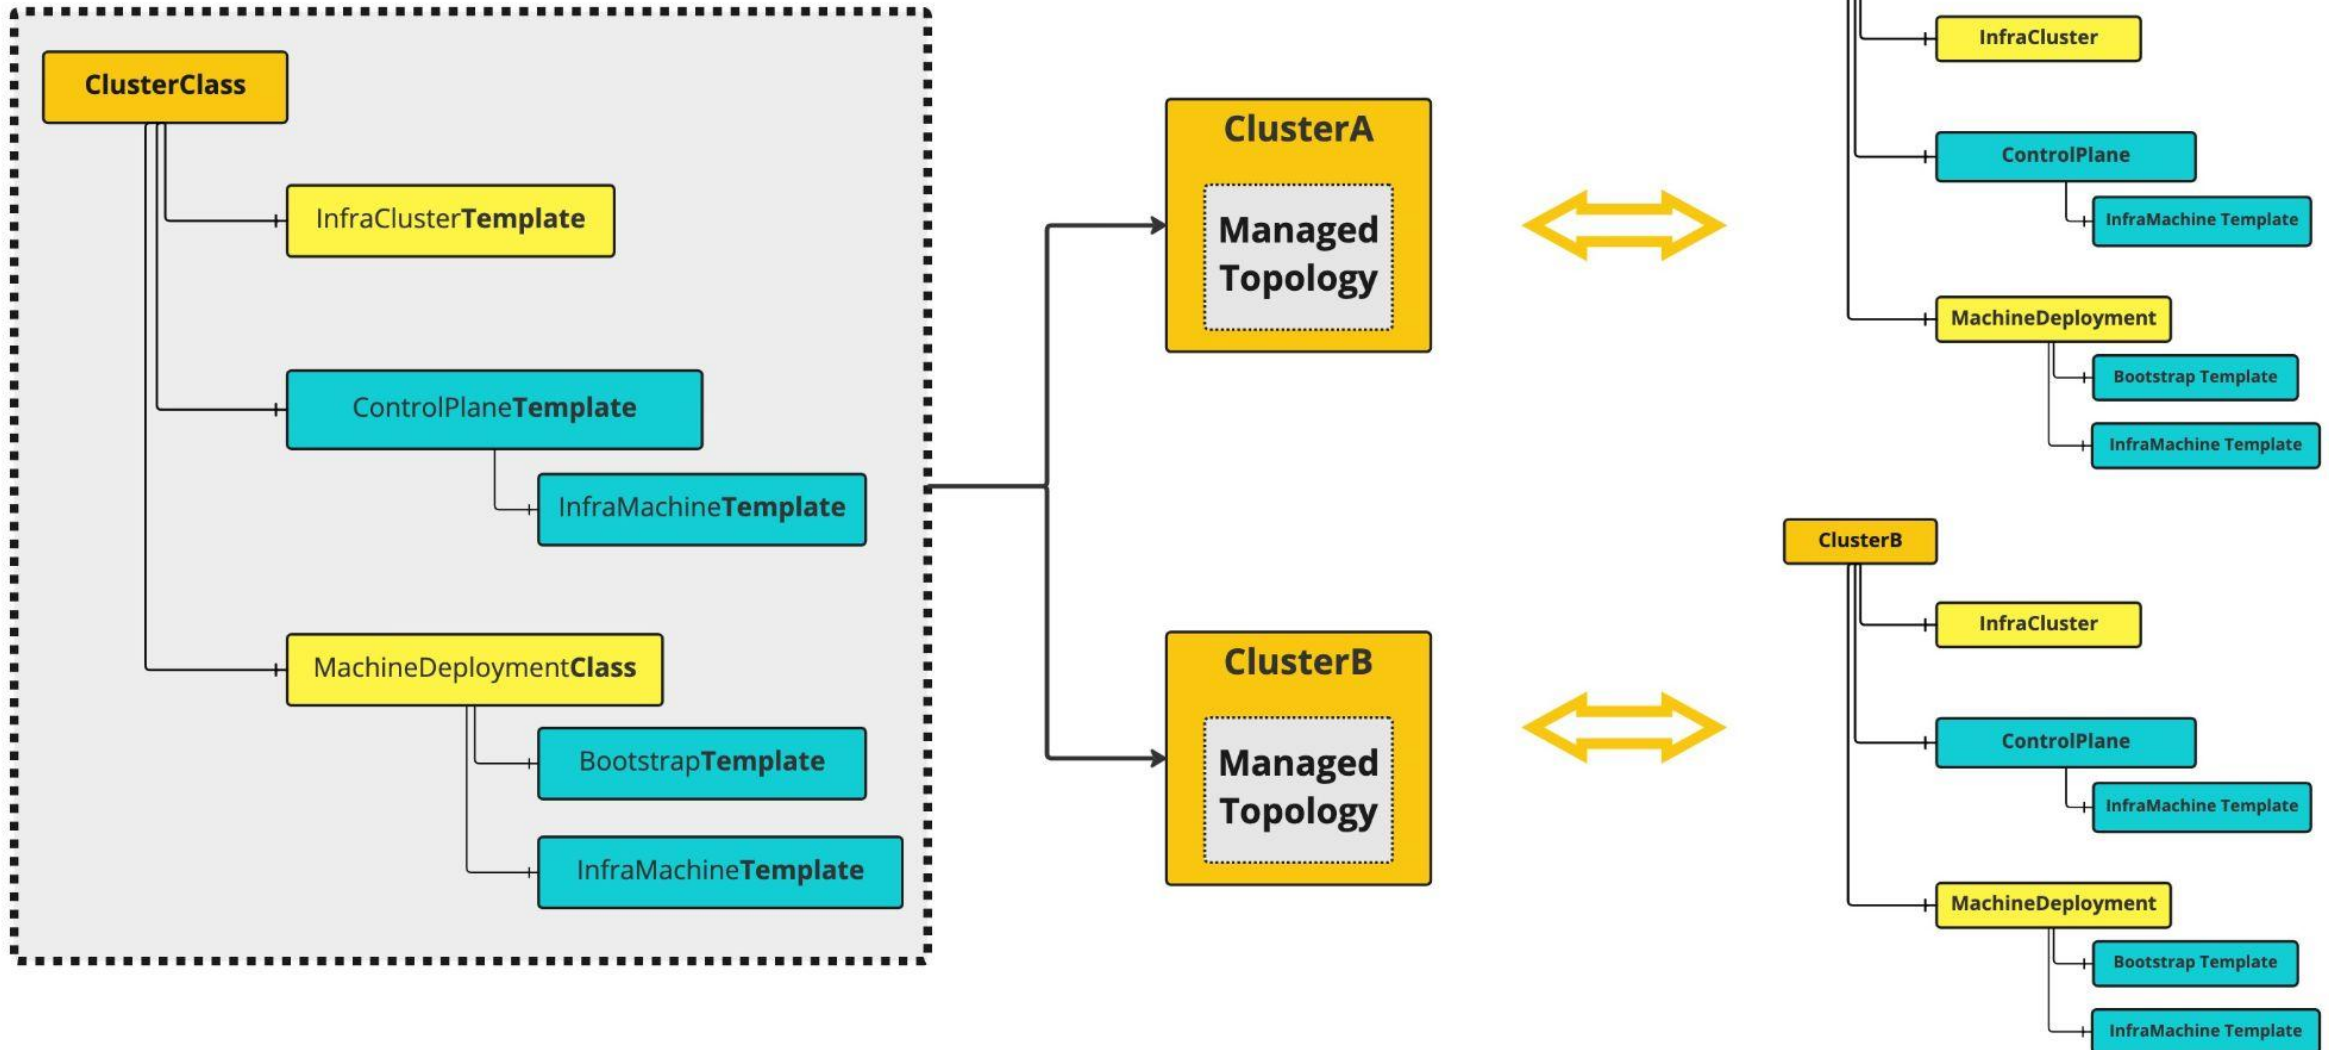 ClusterClass
InfraClusterTemplate
ControlPlaneTemplate
InfraMachineTemplate
MachineDeploymentClass
BootstrapTemplate
InfraMachineTemplate
ClusterA
Managed
Topology
ClusterB
Managed
Topology
InfraCluster
ControlPlane
InfraMachine Template
MachineDeployment
Bootstrap Template
InfraMachine Template
ClusterB
InfraCluster
ControlPlane
InfraMachine Template
MachineDeployment
Bootstrap Template
InfraMachine Template